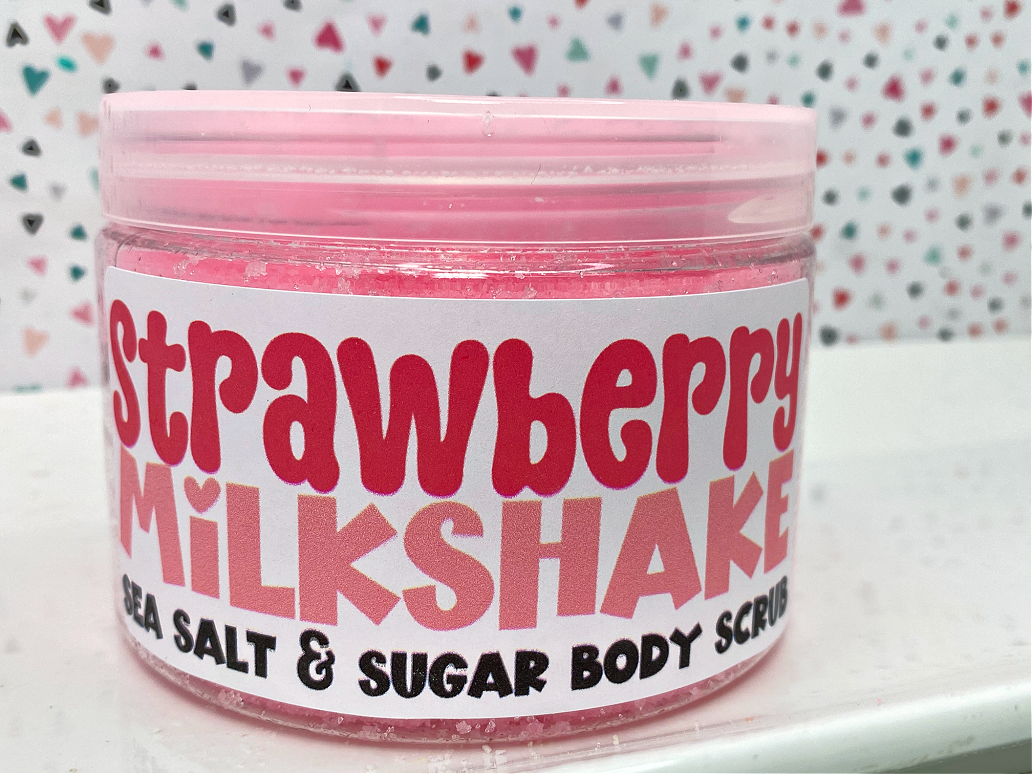 Strawberry
MiLKSHAKE
SEA SALT & SUGAR BODY SCRUB